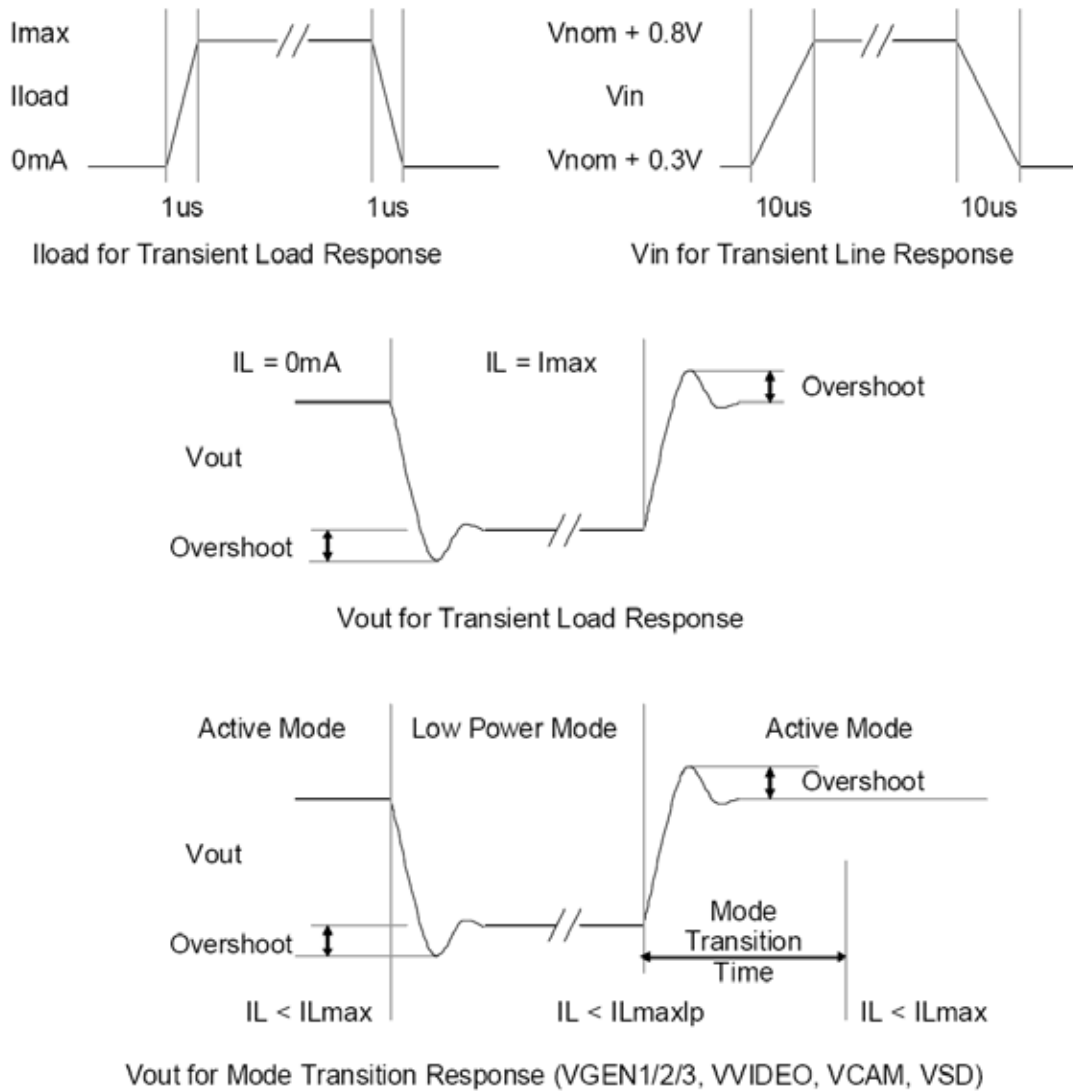 Imax
Iload
0mA
1us 1us
Iload for Transient Load Response
Vnom + 0.8V
Vin
Vnom + 0.3V
10us 10us
Vin for Transient Line Response
IL = 0mA IL = Imax
Overshoot
Vout
Overshoot
Vout for Transient Load Response
Active Mode Low Power Mode Active Mode
Overshoot
Vout
Overshoot
Mode
Transition
Time
IL < ILmax IL < ILmaxlp IL < ILmax
Vout for Mode Transition Response (VGEN1/2/3, VVIDEO, VCAM, VSD)